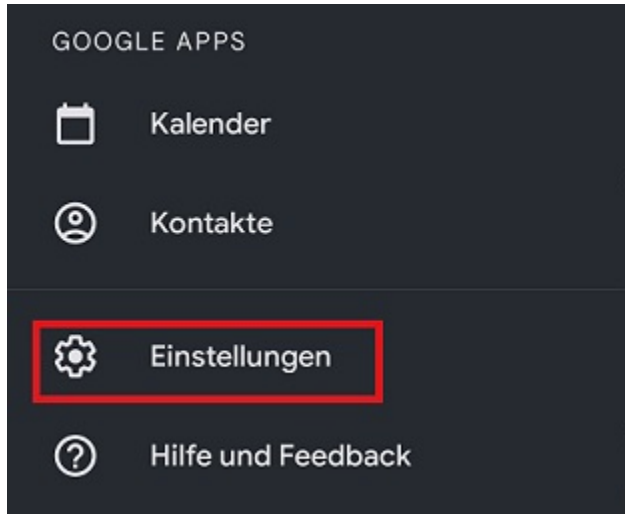 GOOGLE APPS
Kalender
Kontakte
Einstellungen
Hilfe und Feedback